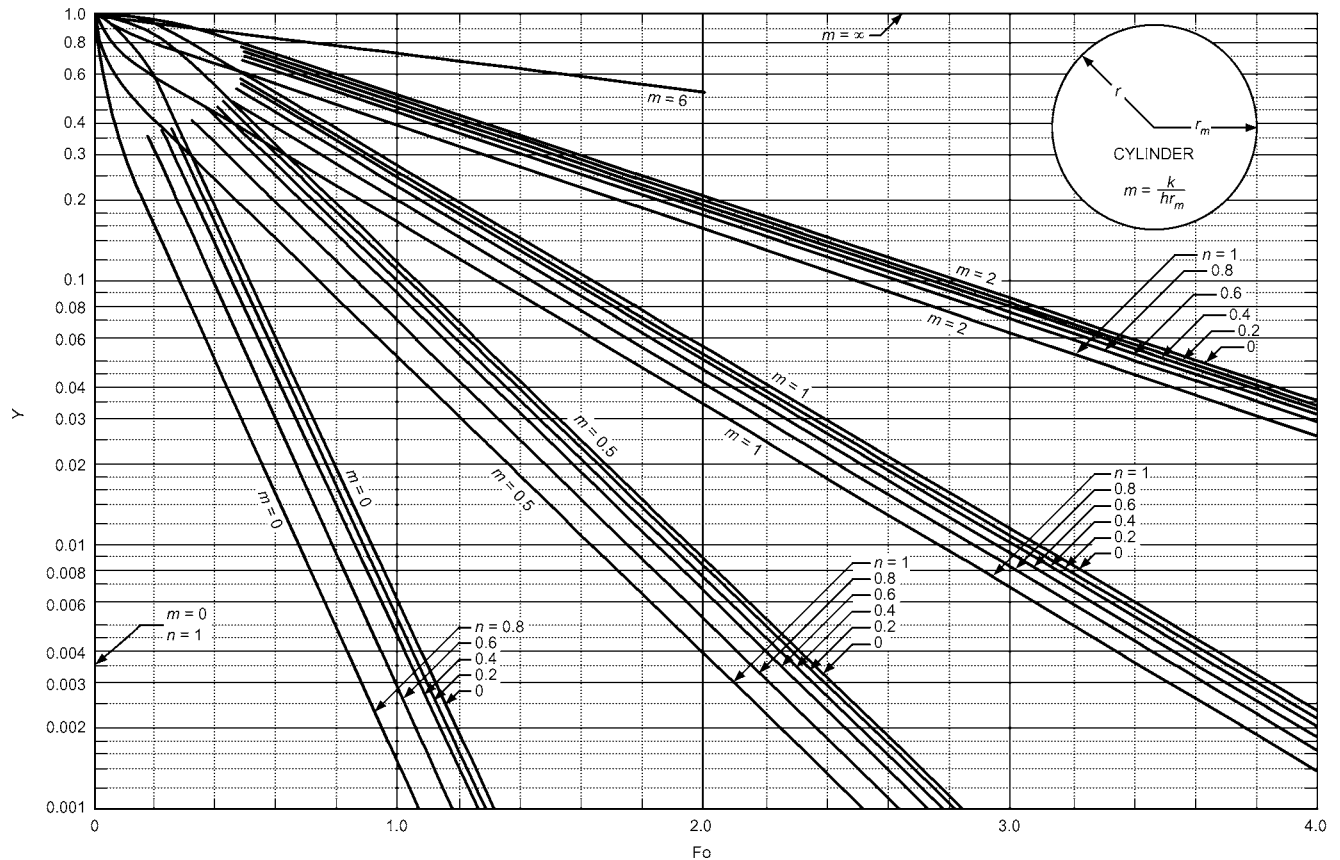 1.0
0.8
0.6
0.4
0.3
0.2
0.1
0.08
0.06
0.04
0.03
0.02
0.01
0.008
0.006
0.004
0.003
0.002
0.001
Y
0
1.0
2.0
3.0
4.0
Fo
m = ∞
m = 6
r
r_m
CYLINDER
m = k/hr_m
m = 2
m = 2
n = 1
0.8
0.6
0.4
0.2
0
m = 1
m = 1
n = 1
0.8
0.6
0.4
0.2
0
m = 0.5
m = 0.5
n = 1
0.8
0.6
0.4
0.2
0
m = 0
m = 0
n = 0.8
0.6
0.4
0.2
0
m = 0
n = 1